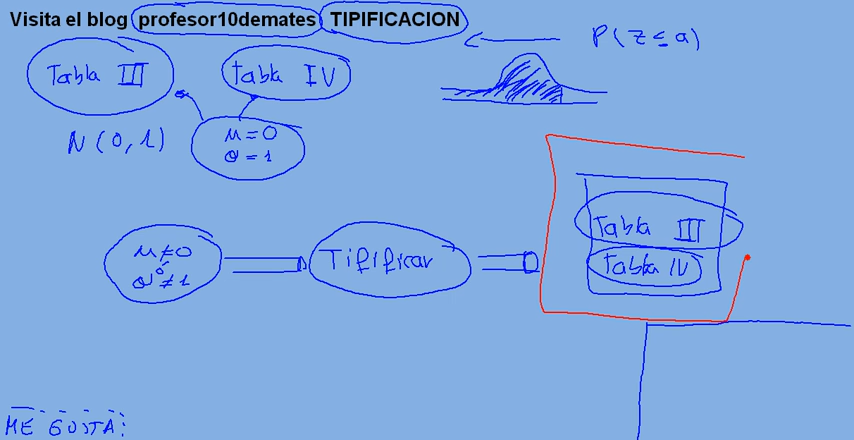 Visita el blog profesor10demates TIPIFICACION
P(Z ≤ a)
Tabla III
tabla IV
N(0,1)
μ=0
σ=1
μ≠0
ó
σ≠1
Tipificar
Tabla III
tabla IV
ME GUSTA: